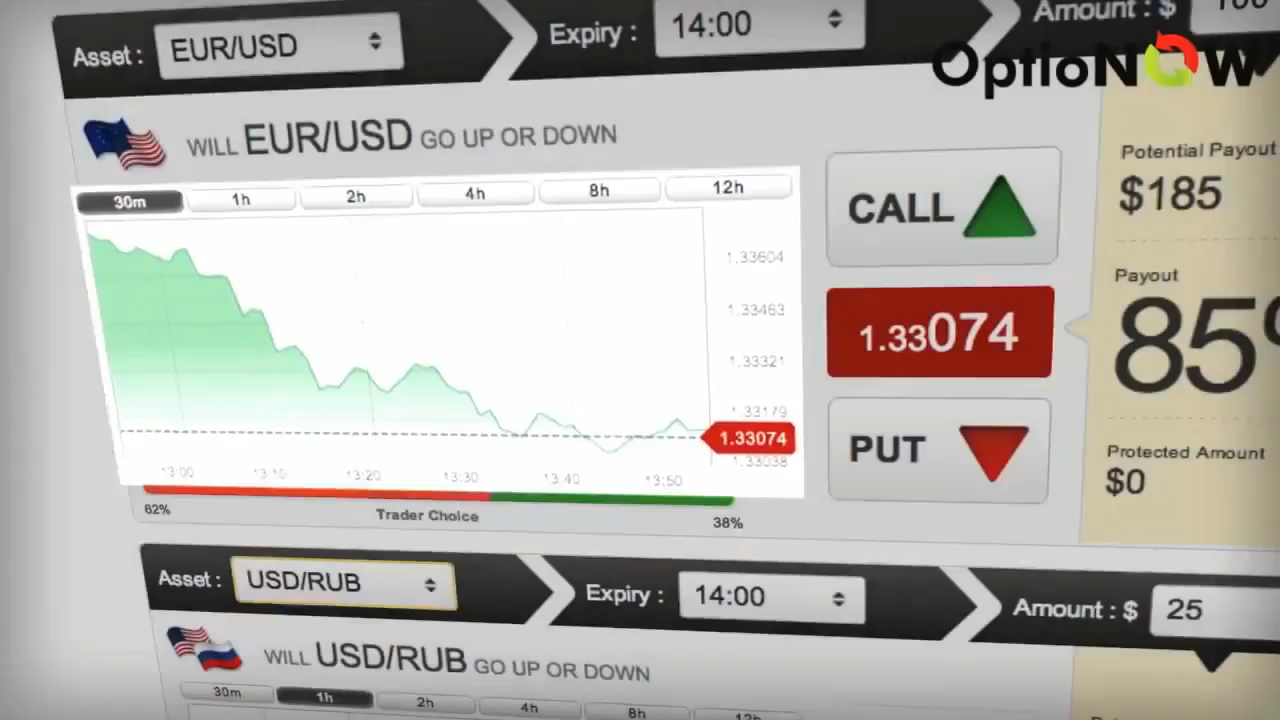 Asset : EUR/USD Expiry : 14:00 Amount : $
OptioNOW
WILL EUR/USD GO UP OR DOWN
30m 1h 2h 4h 8h 12h
1.33604
1.33463
1.33321
1.33179
1.33074
1.33038
13:00 13:10 13:20 13:30 13:40 13:50
62% Trader Choice 38%
CALL
1.33074
PUT
Potential Payout
$185
Payout
85%
Protected Amount
$0
Asset : USD/RUB Expiry : 14:00 Amount : $ 25
WILL USD/RUB GO UP OR DOWN
30m 1h 2h 4h 8h 12h